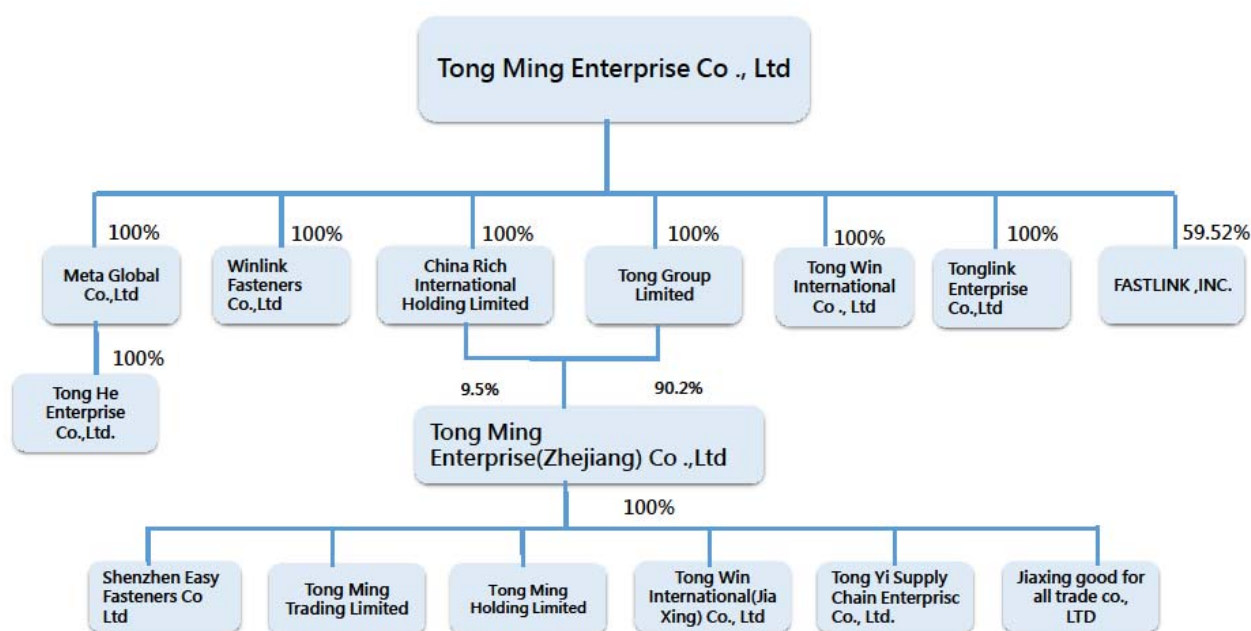 Tong Ming Enterprise Co ., Ltd
100%
100%
100%
100%
100%
100%
59.52%
Meta Global
Co.,Ltd
Winlink
Fasteners
Co.,Ltd
China Rich
International
Holding Limited
Tong Group
Limited
Tong Win
International
Co ., Ltd
Tonglink
Enterprise
Co.,Ltd
FASTLINK ,INC.
100%
Tong He
Enterprise
Co.,Ltd.
9.5%
90.2%
Tong Ming
Enterprise(Zhejiang) Co .,Ltd
100%
Shenzhen Easy
Fasteners Co
Ltd
Tong Ming
Trading Limited
Tong Ming
Holding Limited
Tong Win
International(Jia
Xing) Co., Ltd
Tong Yi Supply
Chain Enterprisc
Co., Ltd.
Jiaxing good for
all trade co.,
LTD